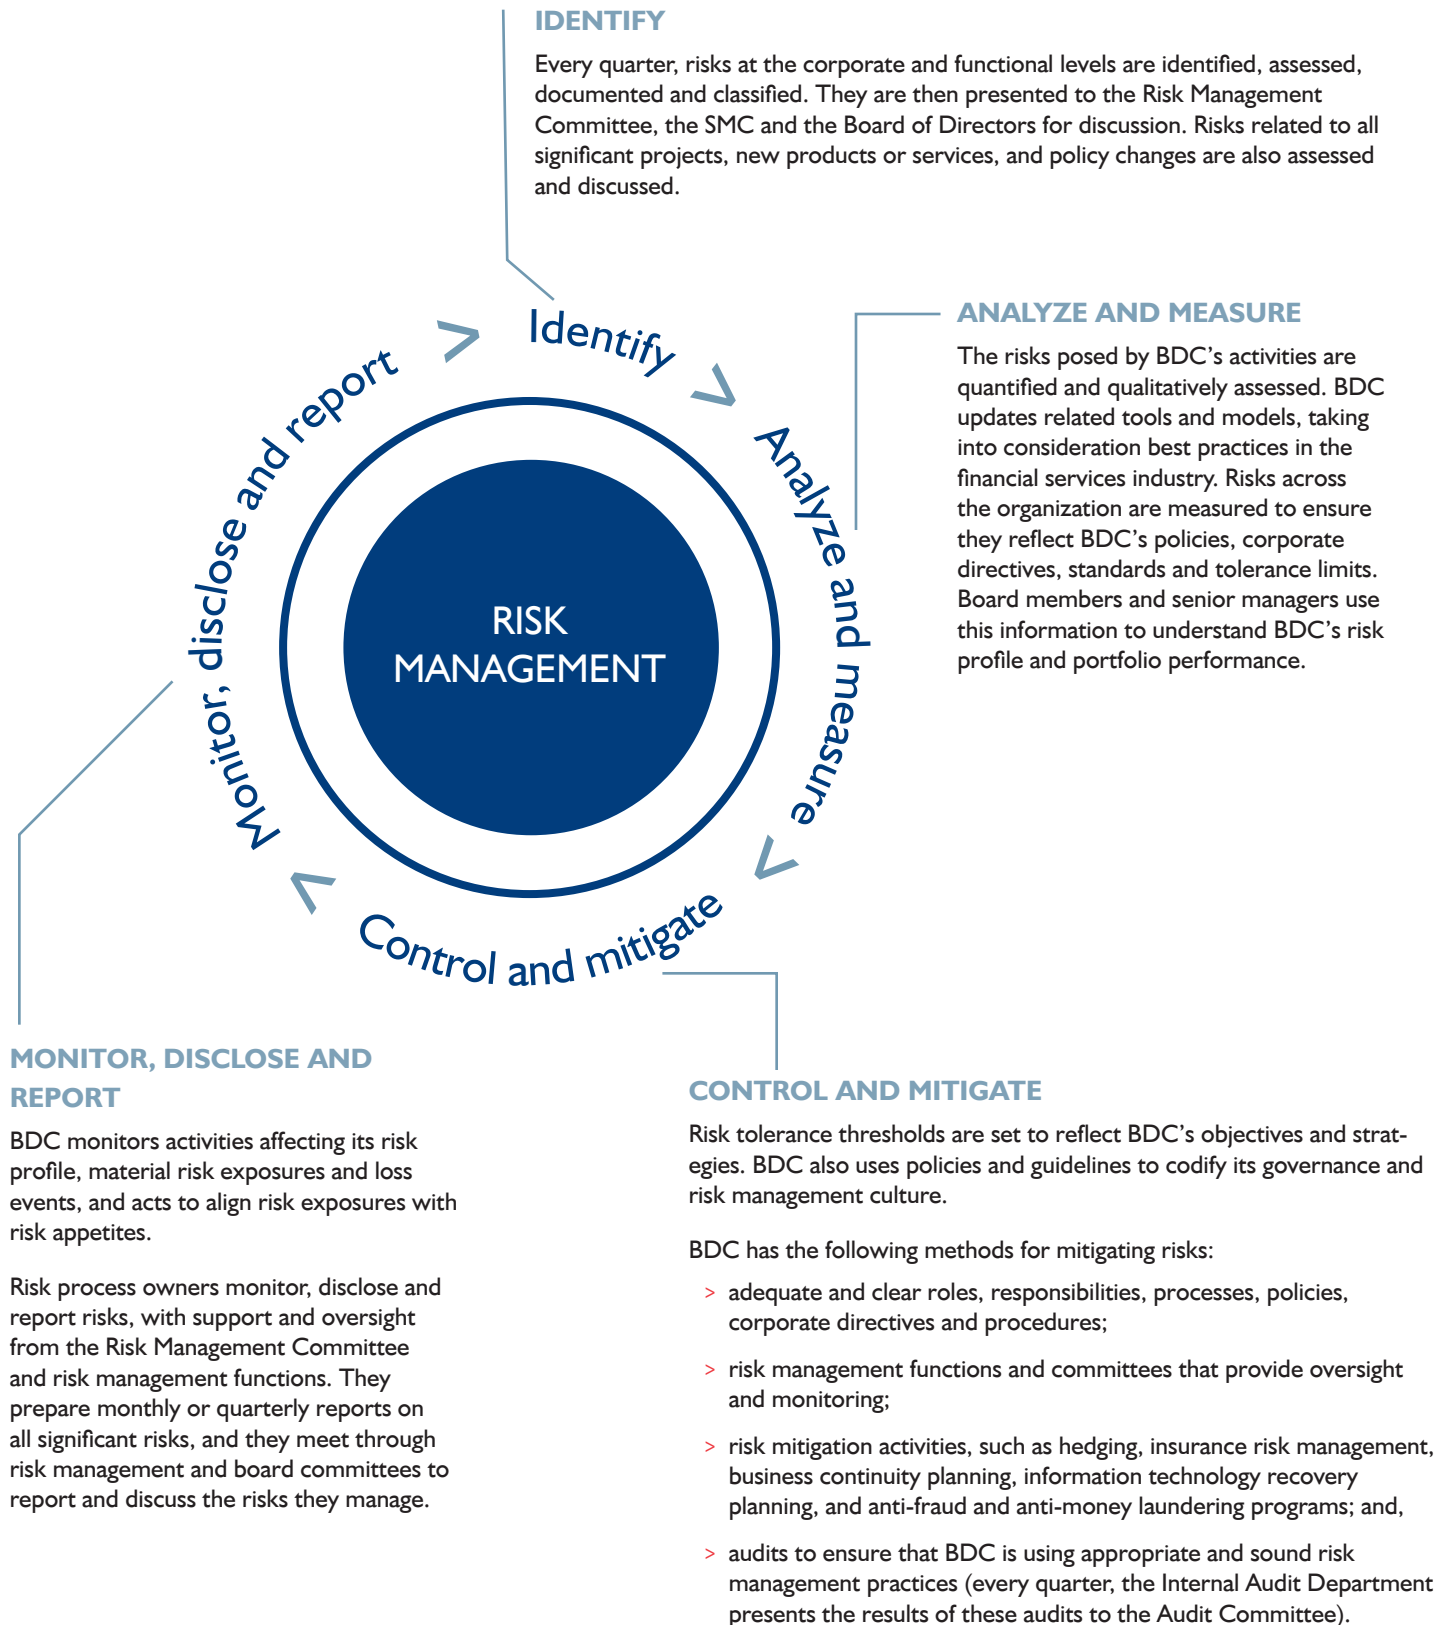 IDENTIFY
Every quarter, risks at the corporate and functional levels are identified, assessed,
documented and classified. They are then presented to the Risk Management
Committee, the SMC and the Board of Directors for discussion. Risks related to all
significant projects, new products or services, and policy changes are also assessed
and discussed.
Identify
>
Analyze and measure
>
Control and mitigate
>
Monitor, disclose and report
>
RISK
MANAGEMENT
ANALYZE AND MEASURE
The risks posed by BDC’s activities are
quantified and qualitatively assessed. BDC
updates related tools and models, taking
into consideration best practices in the
financial services industry. Risks across
the organization are measured to ensure
they reflect BDC’s policies, corporate
directives, standards and tolerance limits.
Board members and senior managers use
this information to understand BDC’s risk
profile and portfolio performance.
MONITOR, DISCLOSE AND
REPORT
BDC monitors activities affecting its risk
profile, material risk exposures and loss
events, and acts to align risk exposures with
risk appetites.
Risk process owners monitor, disclose and
report risks, with support and oversight
from the Risk Management Committee
and risk management functions. They
prepare monthly or quarterly reports on
all significant risks, and they meet through
risk management and board committees to
report and discuss the risks they manage.
CONTROL AND MITIGATE
Risk tolerance thresholds are set to reflect BDC’s objectives and strat-
egies. BDC also uses policies and guidelines to codify its governance and
risk management culture.
BDC has the following methods for mitigating risks:
> adequate and clear roles, responsibilities, processes, policies,
corporate directives and procedures;
> risk management functions and committees that provide oversight
and monitoring;
> risk mitigation activities, such as hedging, insurance risk management,
business continuity planning, information technology recovery
planning, and anti-fraud and anti-money laundering programs; and,
> audits to ensure that BDC is using appropriate and sound risk
management practices (every quarter, the Internal Audit Department
presents the results of these audits to the Audit Committee).